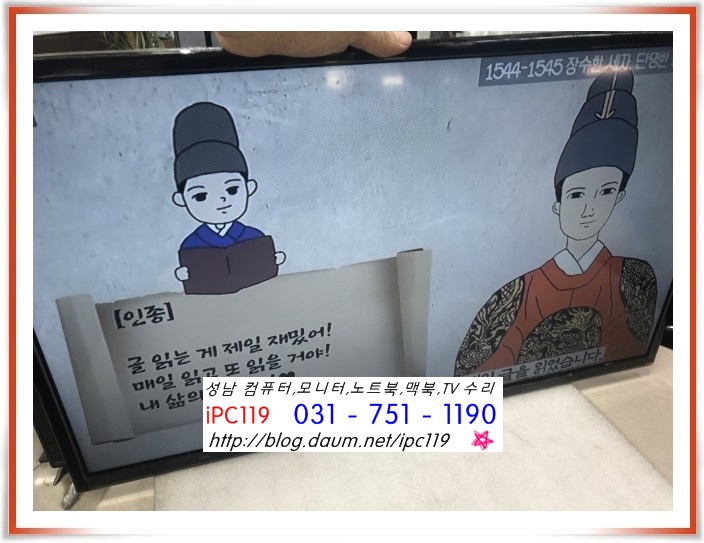 1544-1545 장수한 세자, 단명한
[인종]
글 읽는 게 제일 재밌어!
매일 읽고 또 읽을 거야!
내 삶의
글을 읽었습니다.
성남 컴퓨터,모니터,노트북,맥북,TV 수리
iPC119 031 - 751 - 1190
http://blog.daum.net/ipc119